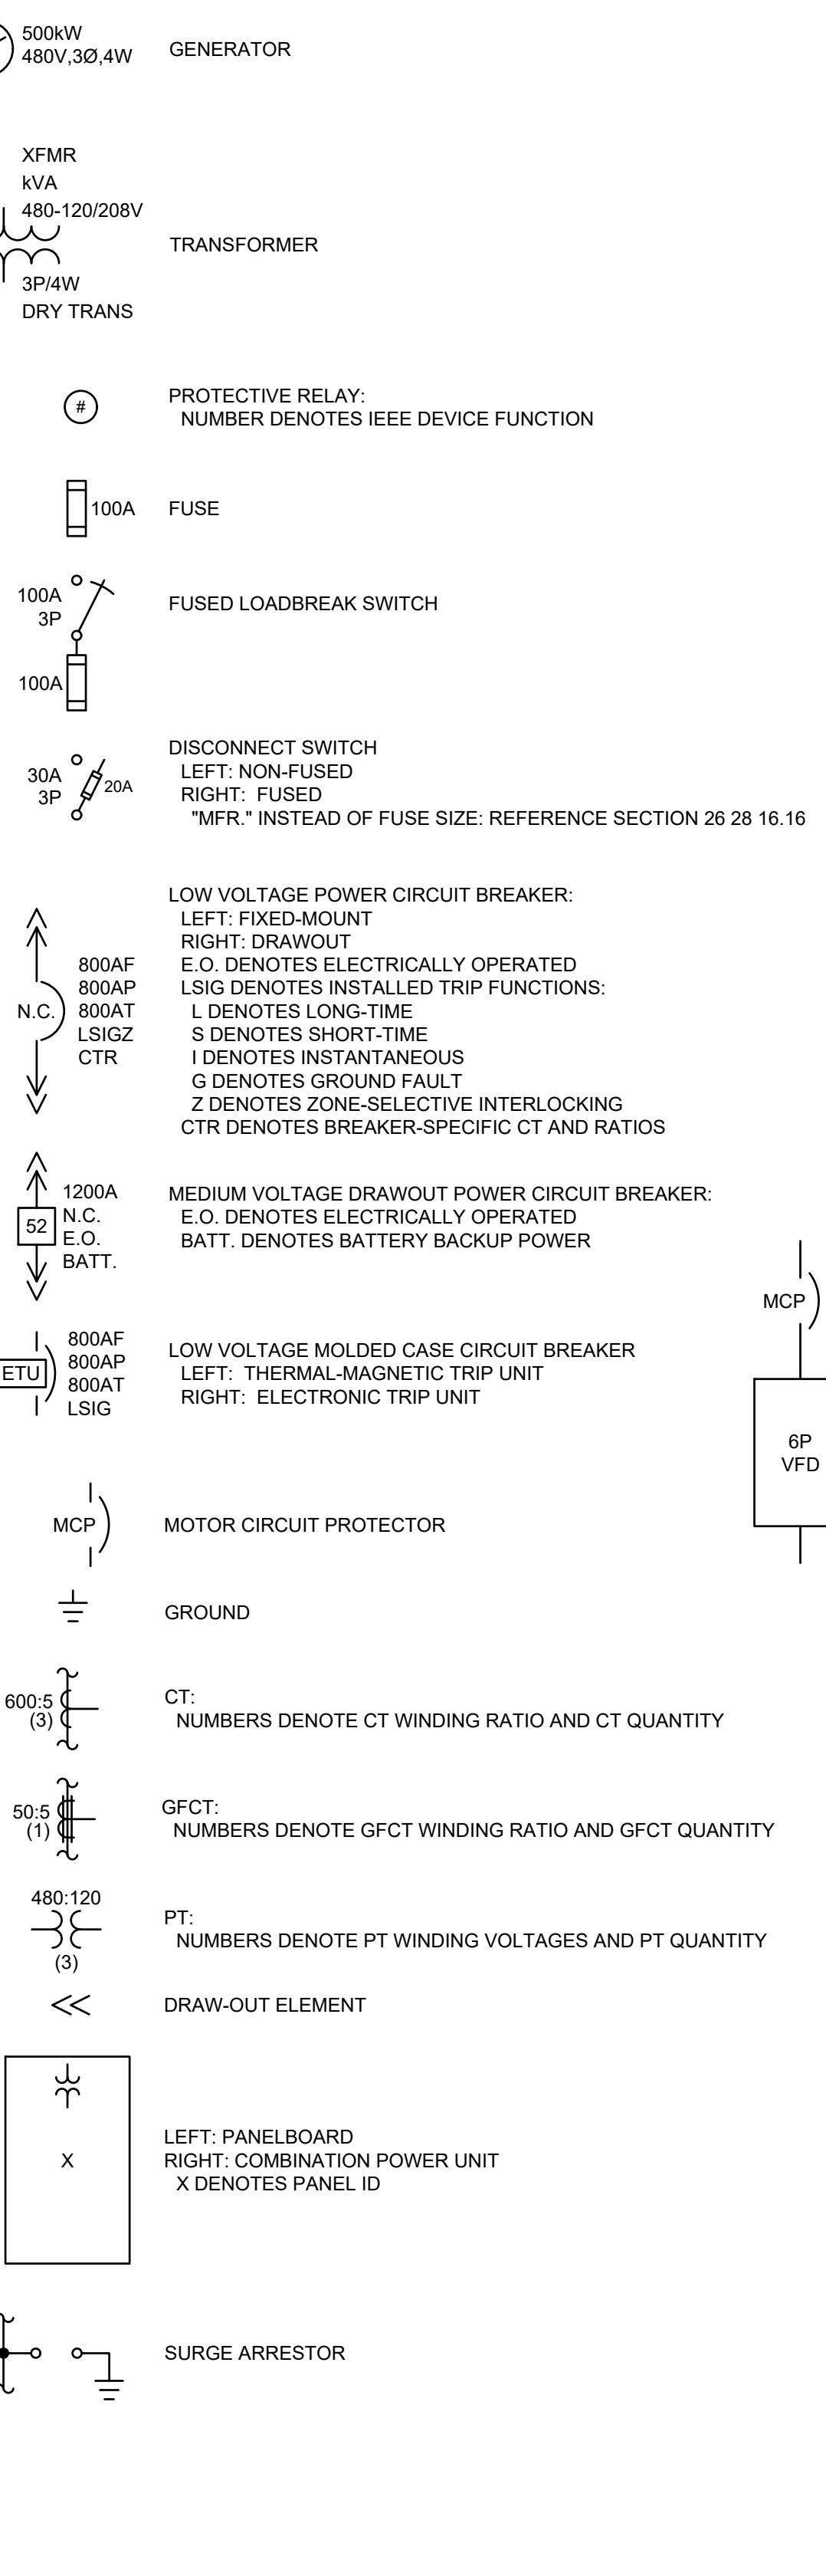 500kW
480V,3Ø,4W
GENERATOR
XFMR
kVA
480-120/208V
TRANSFORMER
3P/4W
DRY TRANS
#
PROTECTIVE RELAY:
NUMBER DENOTES IEEE DEVICE FUNCTION
100A
FUSE
100A
3P
FUSED LOADBREAK SWITCH
100A
DISCONNECT SWITCH
LEFT: NON-FUSED
RIGHT: FUSED
"MFR." INSTEAD OF FUSE SIZE: REFERENCE SECTION 26 28 16.16
30A
3P
20A
LOW VOLTAGE POWER CIRCUIT BREAKER:
LEFT: FIXED-MOUNT
RIGHT: DRAWOUT
E.O. DENOTES ELECTRICALLY OPERATED
LSIG DENOTES INSTALLED TRIP FUNCTIONS:
L DENOTES LONG-TIME
S DENOTES SHORT-TIME
I DENOTES INSTANTANEOUS
G DENOTES GROUND FAULT
Z DENOTES ZONE-SELECTIVE INTERLOCKING
CTR DENOTES BREAKER-SPECIFIC CT AND RATIOS
N.C.
800AF
800AP
800AT
LSIGZ
CTR
52
1200A
N.C.
E.O.
BATT.
MEDIUM VOLTAGE DRAWOUT POWER CIRCUIT BREAKER:
E.O. DENOTES ELECTRICALLY OPERATED
BATT. DENOTES BATTERY BACKUP POWER
MCP
6P
VFD
ETU
800AF
800AP
800AT
LSIG
LOW VOLTAGE MOLDED CASE CIRCUIT BREAKER
LEFT: THERMAL-MAGNETIC TRIP UNIT
RIGHT: ELECTRONIC TRIP UNIT
MCP
MOTOR CIRCUIT PROTECTOR
GROUND
600:5
(3)
CT:
NUMBERS DENOTE CT WINDING RATIO AND CT QUANTITY
50:5
(1)
GFCT:
NUMBERS DENOTE GFCT WINDING RATIO AND GFCT QUANTITY
480:120
(3)
PT:
NUMBERS DENOTE PT WINDING VOLTAGES AND PT QUANTITY
DRAW-OUT ELEMENT
X
LEFT: PANELBOARD
RIGHT: COMBINATION POWER UNIT
X DENOTES PANEL ID
SURGE ARRESTOR